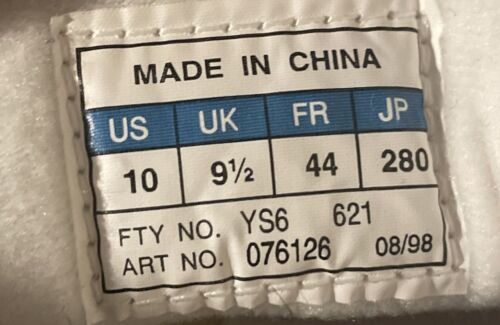 MADE IN CHINA
US UK FR JP
10 9½ 44 280
FTY NO. YS6 621
ART NO. 076126 08/98